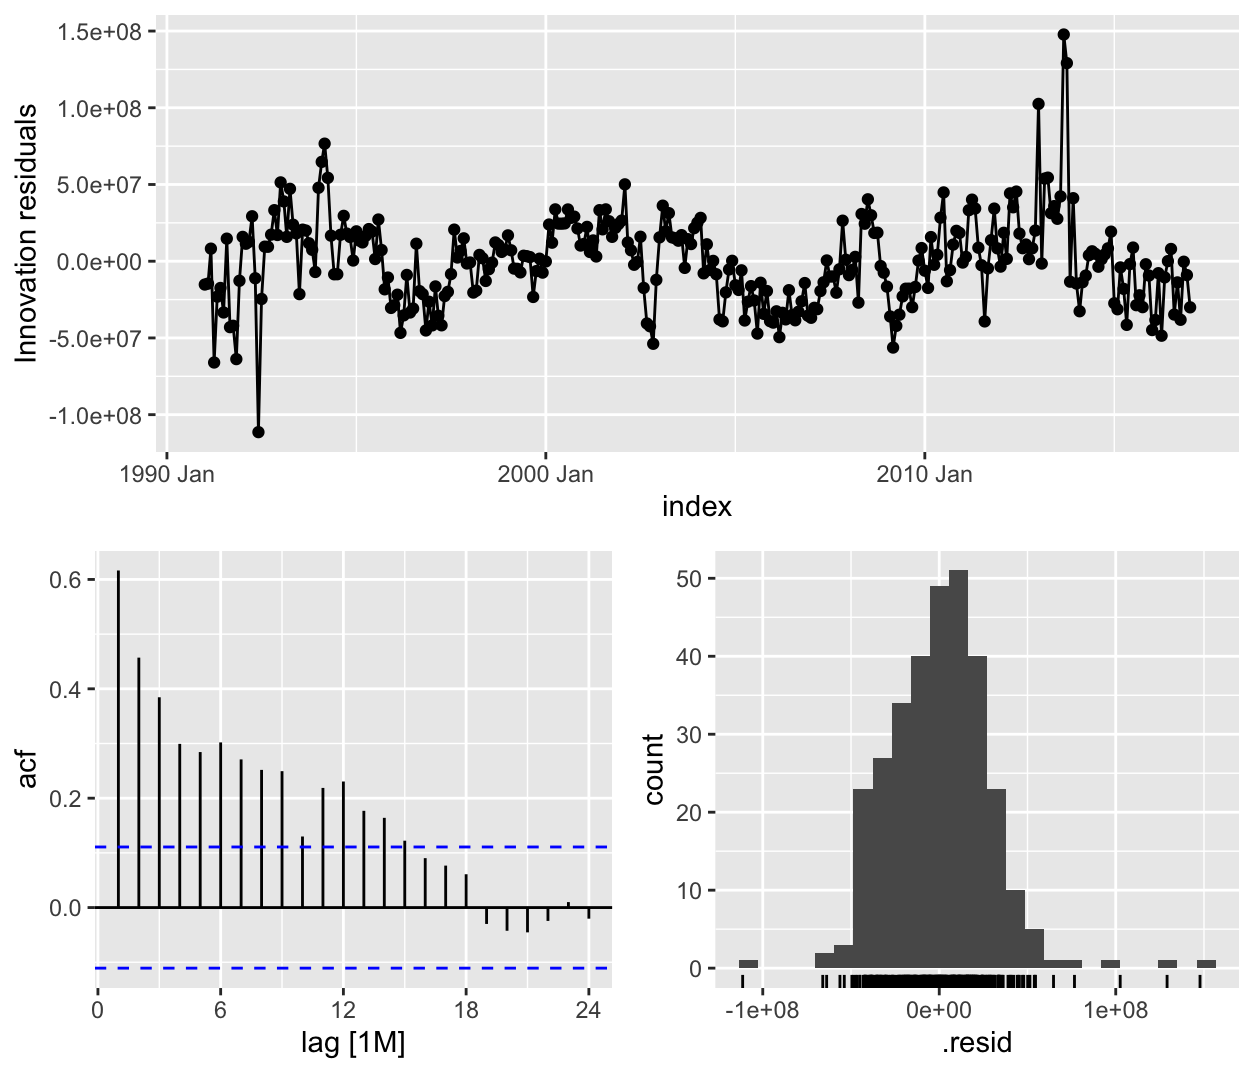 Innovation residuals
1.5e+08
1.0e+08
5.0e+07
0.0e+00
-5.0e+07
-1.0e+08
1990 Jan
2000 Jan
2010 Jan
index
acf
0.6
0.4
0.2
0.0
0
6
12
18
24
lag [1M]
count
50
40
30
20
10
0
-1e+08
0e+00
1e+08
.resid